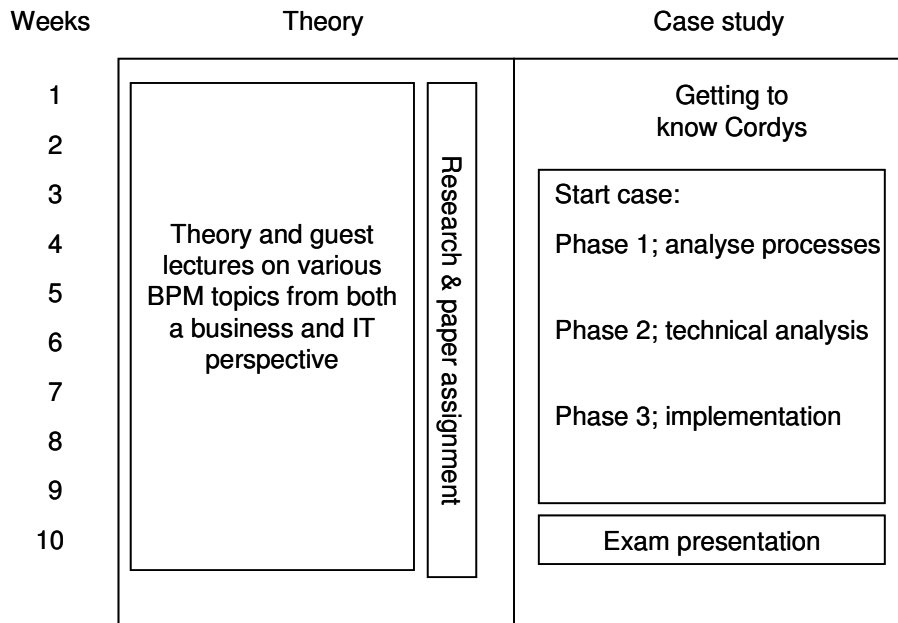 Weeks
Theory
Case study
1
2
3
4
5
6
7
8
9
10
Theory and guest
lectures on various
BPM topics from both
a business and IT
perspective
Research & paper assignment
Getting to
know Cordys
Start case:
Phase 1; analyse processes
Phase 2; technical analysis
Phase 3; implementation
Exam presentation